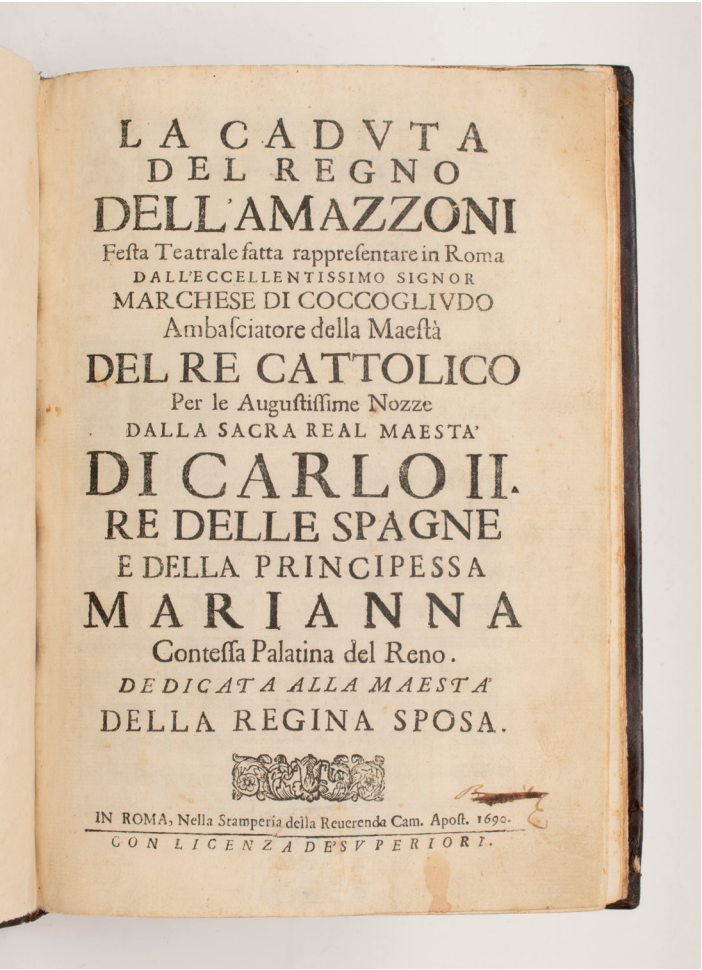 LA CADVTA
DEL REGNO
DELL'AMAZZONI
Feſta Teatrale fatta rappreſentare in Roma
DALL'ECCELLENTISSIMO SIGNOR
MARCHESE DI COCCOGLIVDO
Ambaſciatore della Maeſtà
DEL RE CATTOLICO
Per le Auguſtiſſime Nozze
DALLA SACRA REAL MAESTA'
DI CARLO II.
RE DELLE SPAGNE
E DELLA PRINCIPESSA
MARIANNA
Conteſſa Palatina del Reno.
DEDICATA ALLA MAESTA'
DELLA REGINA SPOSA.
IN ROMA, Nella Stamperia della Reuerenda Cam. Apoſt. 1690.
CON LICENZA DE'SVPERIORI.